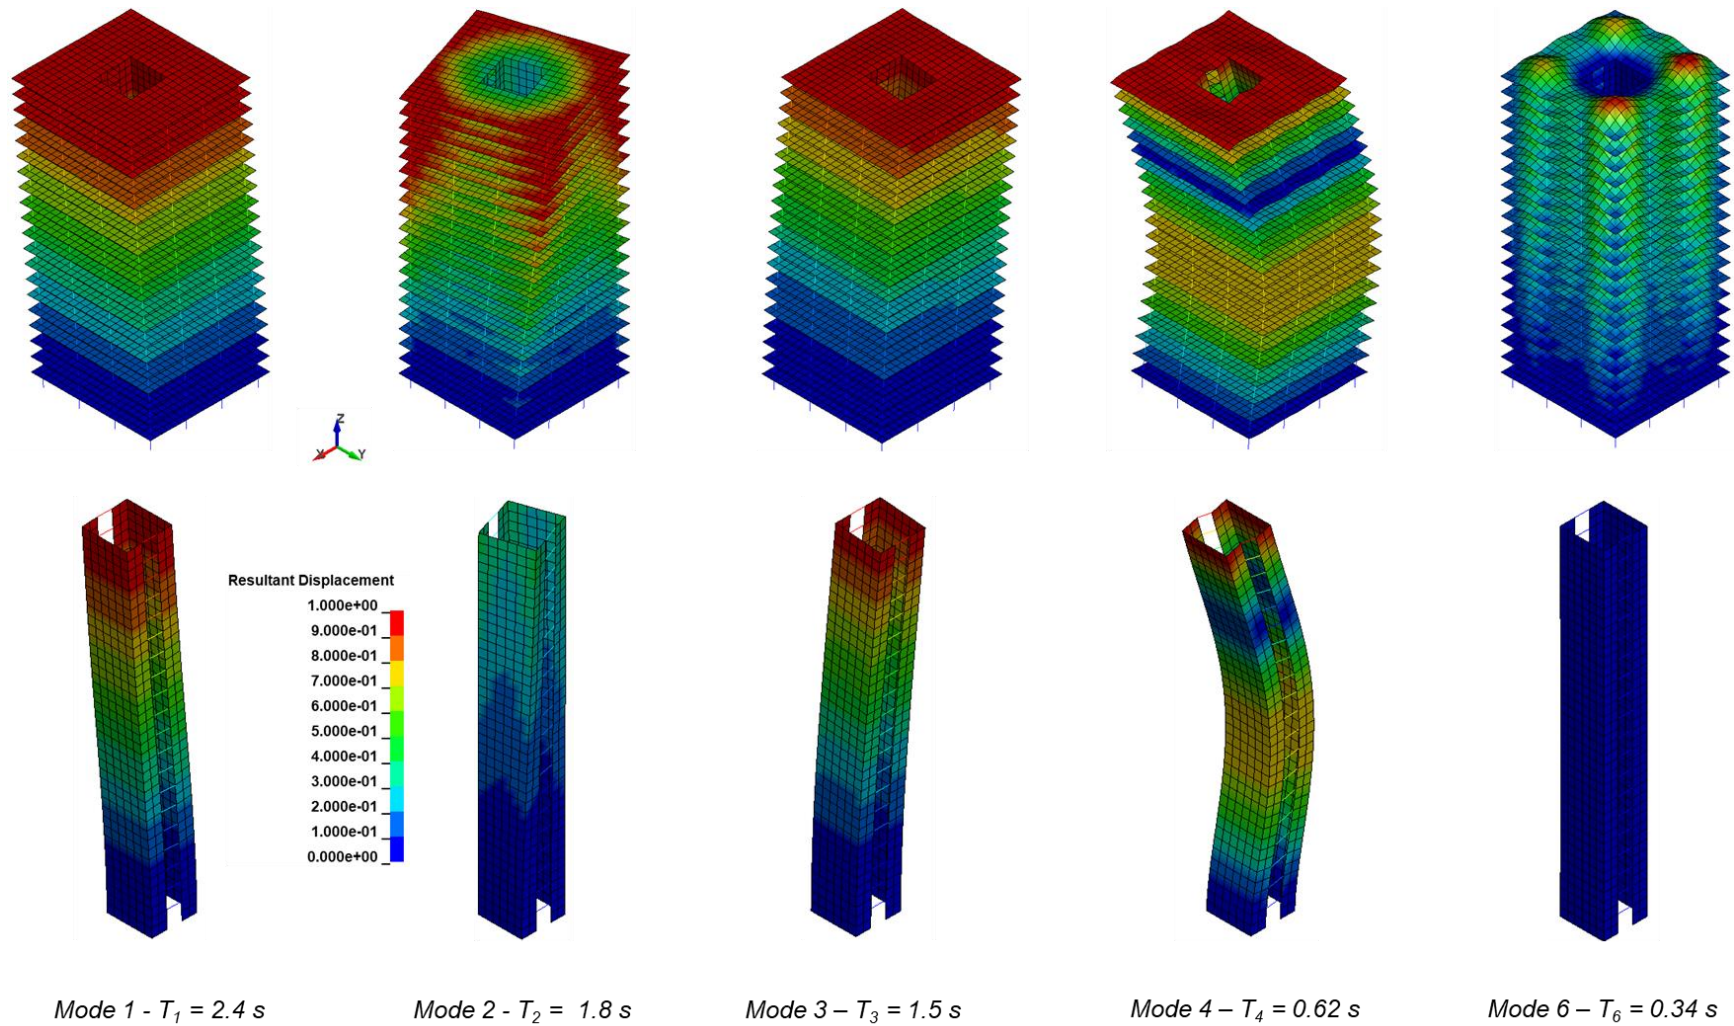 Z
X
Y
Resultant Displacement
1.000e+00
9.000e-01
8.000e-01
7.000e-01
6.000e-01
5.000e-01
4.000e-01
3.000e-01
2.000e-01
1.000e-01
0.000e+00
Mode 1 - T1 = 2.4 s
Mode 2 - T2 = 1.8 s
Mode 3 – T3 = 1.5 s
Mode 4 – T4 = 0.62 s
Mode 6 – T6 = 0.34 s